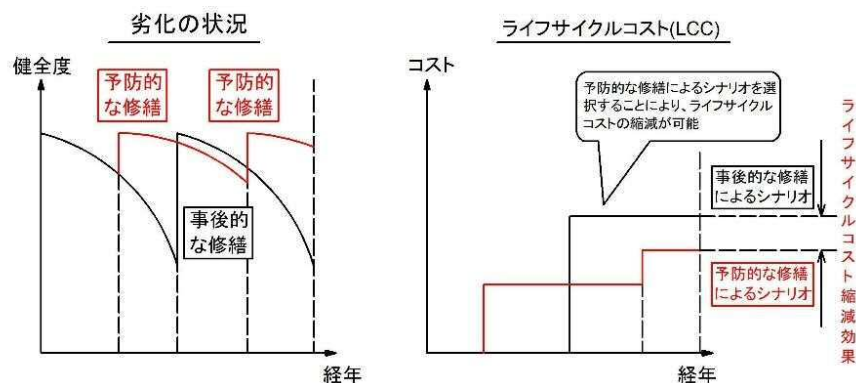 劣化の状況
健全度
予防的
な修繕
予防的
な修繕
事後的
な修繕
経年
ライフサイクルコスト(LCC)
コスト
予防的な修繕によるシナリオを選
択することにより、ライフサイクル
コストの縮減が可能
事後的な修繕
によるシナリオ
予防的な修繕
によるシナリオ
経年
ライフサイクルコスト縮減効果